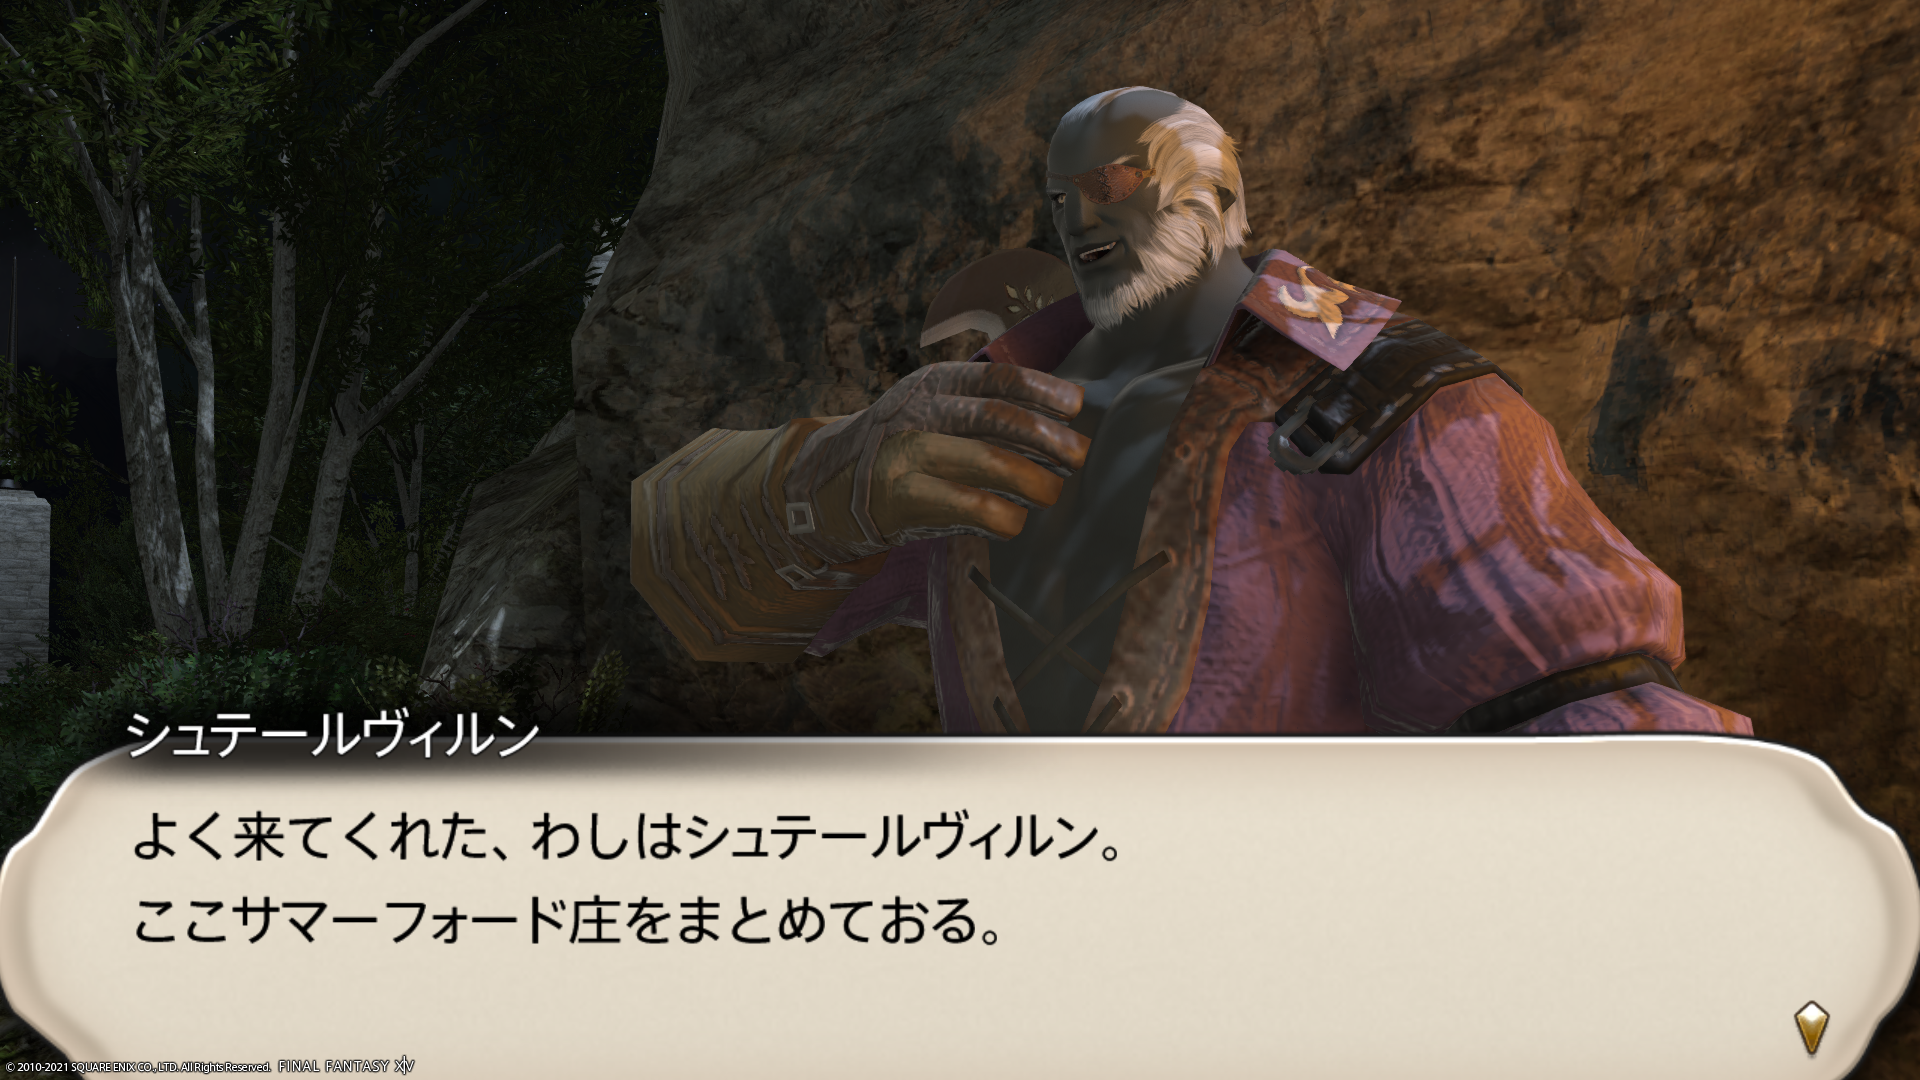 シュテールヴィルン
よく来てくれた、わしはシュテールヴィルン。
ここサマーフォード庄をまとめておる。
© 2010-2021 SQUARE ENIX CO., LTD. All Rights Reserved. FINAL FANTASY XIV